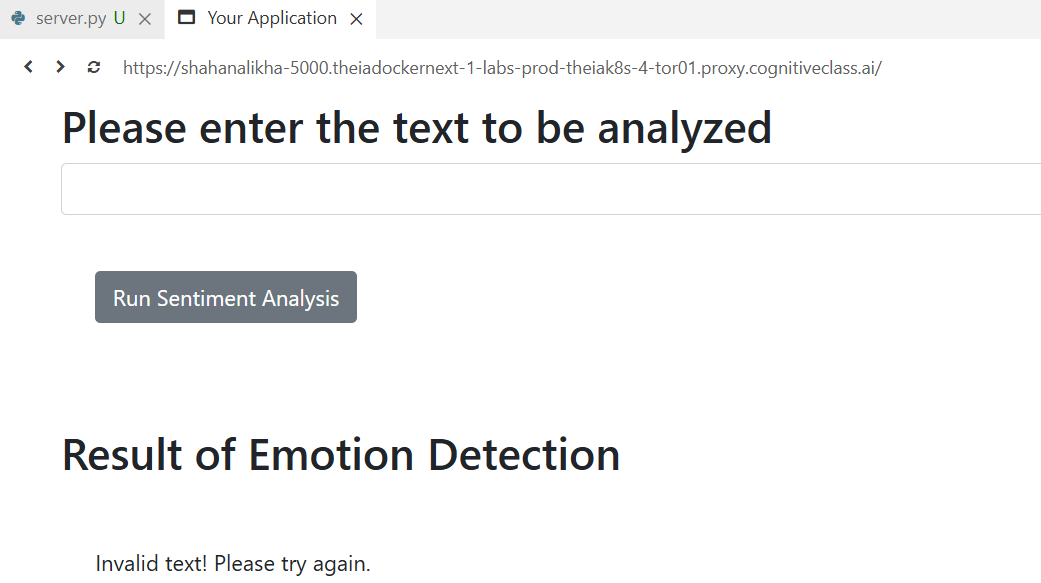 server.py U
Your Application
https://shahanalikha-5000.theiadockernext-1-labs-prod-theiak8s-4-tor01.proxy.cognitiveclass.ai/
Please enter the text to be analyzed
Run Sentiment Analysis
Result of Emotion Detection
Invalid text! Please try again.